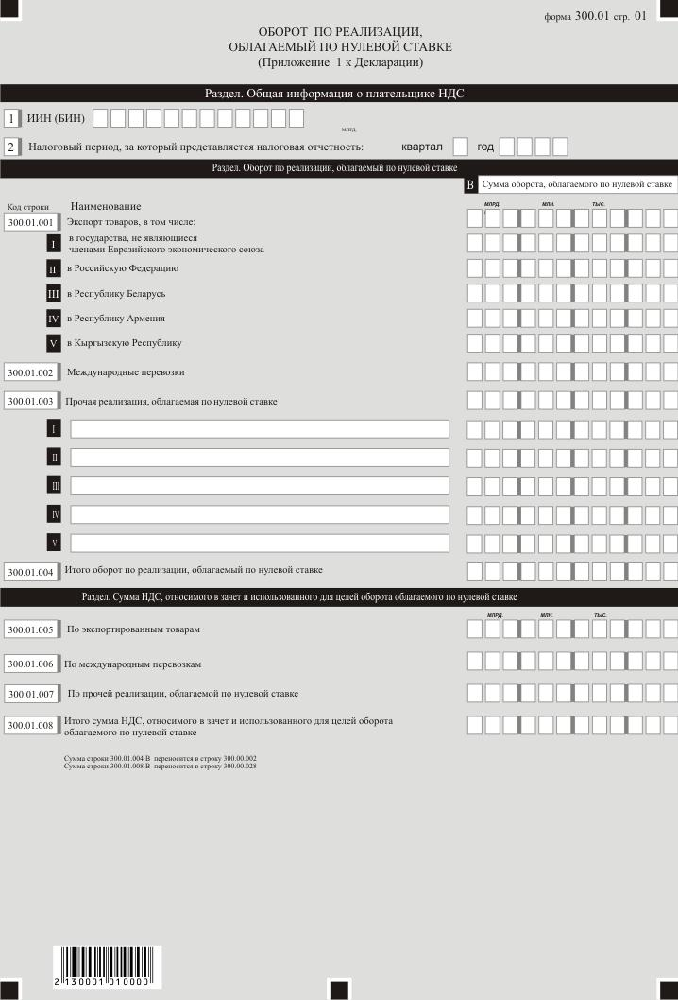 форма 300.01 стр. 01
ОБОРОТ ПО РЕАЛИЗАЦИИ,
ОБЛАГАЕМЫЙ ПО НУЛЕВОЙ СТАВКЕ
(Приложение 1 к Декларации)
Раздел. Общая информация о плательщике НДС
1 ИИН (БИН)
млрд.
2 Налоговый период, за который представляется налоговая отчетность: квартал год
Раздел. Оборот по реализации, облагаемый по нулевой ставке
B Сумма оборота, облагаемого по нулевой ставке
Код строки Наименование млрд. млн. тыс.
300.01.001 Экспорт товаров, в том числе:
I в государства, не являющиеся
членами Евразийского экономического союза
II в Российскую Федерацию
III в Республику Беларусь
IV в Республику Армения
V в Кыргызскую Республику
300.01.002 Международные перевозки
300.01.003 Прочая реализация, облагаемая по нулевой ставке
I
II
III
IV
V
300.01.004 Итого оборот по реализации, облагаемый по нулевой ставке
Раздел. Сумма НДС, относимого в зачет и использованного для целей оборота облагаемого по нулевой ставке
млрд. млн. тыс.
300.01.005 По экспортированным товарам
300.01.006 По международным перевозкам
300.01.007 По прочей реализации, облагаемой по нулевой ставке
300.01.008 Итого сумма НДС, относимого в зачет и использованного для целей оборота
облагаемого по нулевой ставке
Сумма строки 300.01.004 В переносится в строку 300.00.002
Сумма строки 300.01.008 В переносится в строку 300.00.028
2 130001 010000